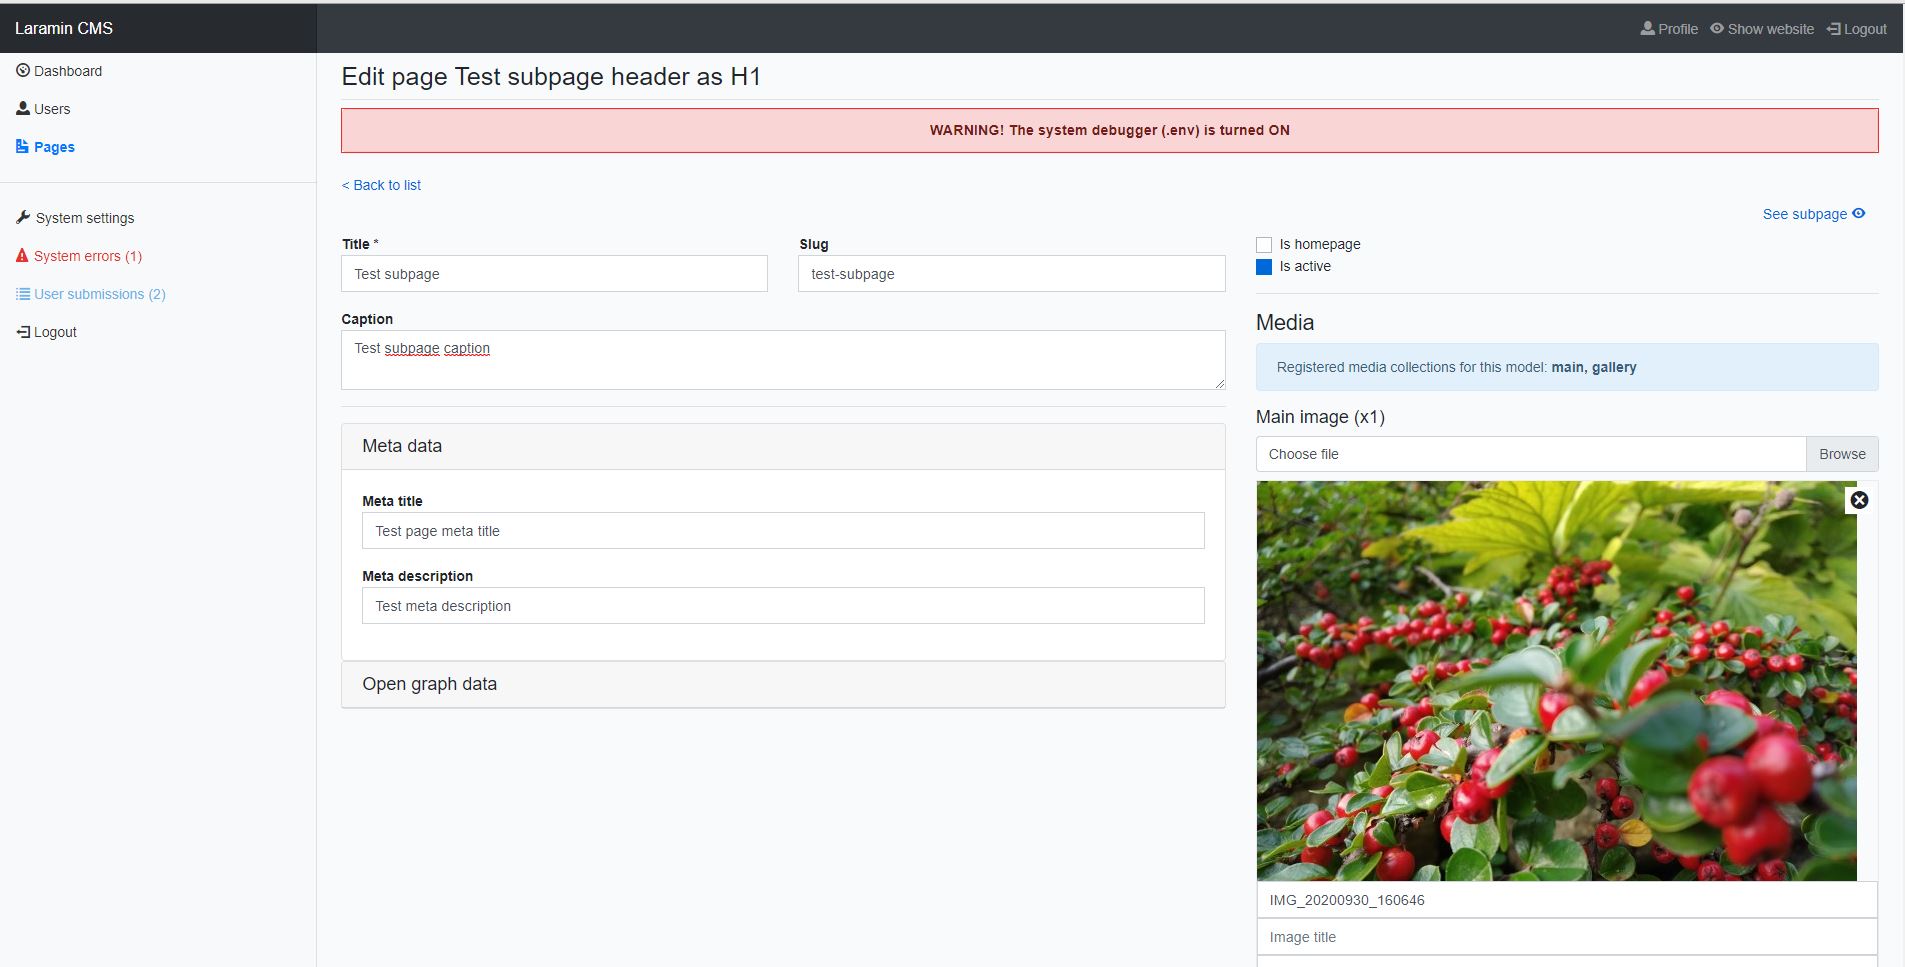 Laramin CMS
Profile Show website Logout
Dashboard
Users
Pages
System settings
System errors (1)
User submissions (2)
Logout
Edit page Test subpage header as H1
WARNING! The system debugger (.env) is turned ON
< Back to list
See subpage
Title *
Test subpage
Slug
test-subpage
Caption
Test subpage caption
Meta data
Meta title
Test page meta title
Meta description
Test meta description
Open graph data
Is homepage
Is active
Media
Registered media collections for this model: main, gallery
Main image (x1)
Choose file Browse
IMG_20200930_160646
Image title